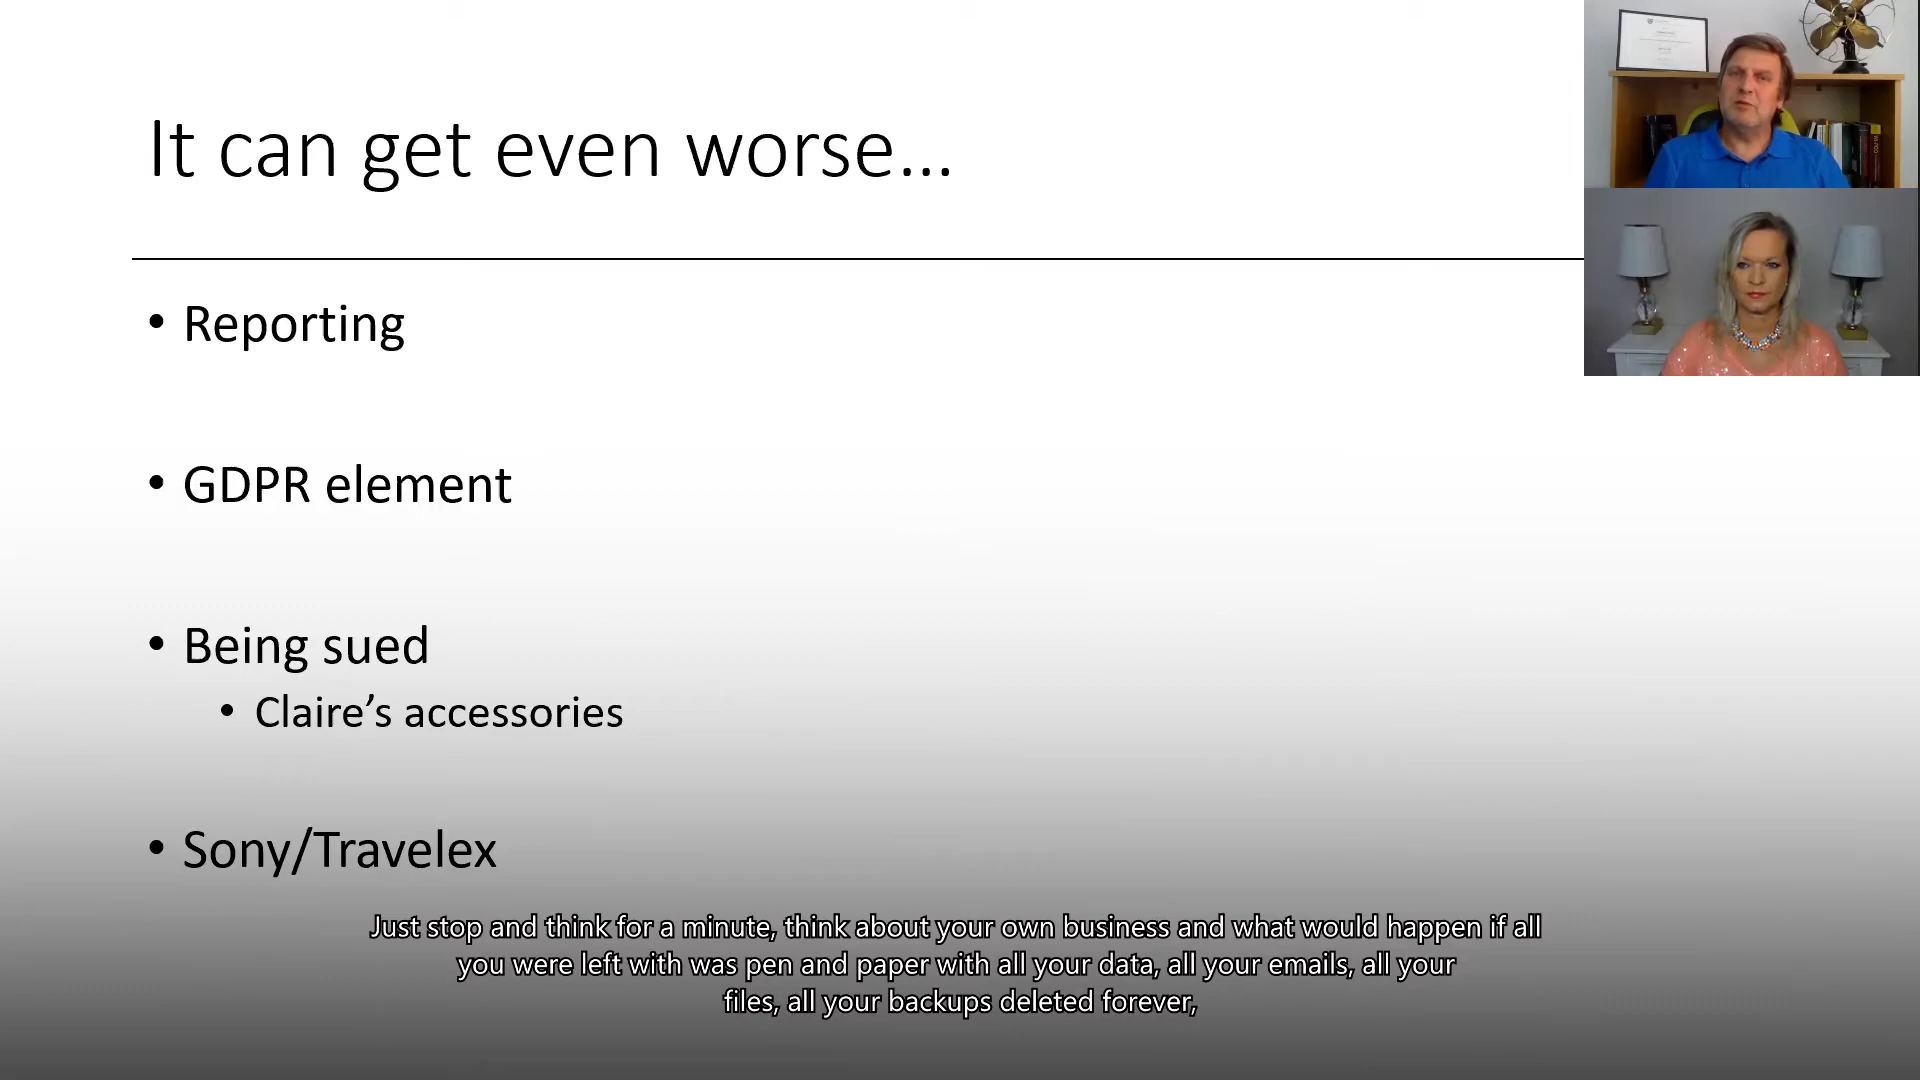 It can get even worse...
• Reporting
• GDPR element
• Being sued
• Claire’s accessories
• Sony/Travelex
Just stop and think for a minute, think about your own business and what would happen if all
you were left with was pen and paper with all your data, all your emails, all your
files, all your backups deleted forever,